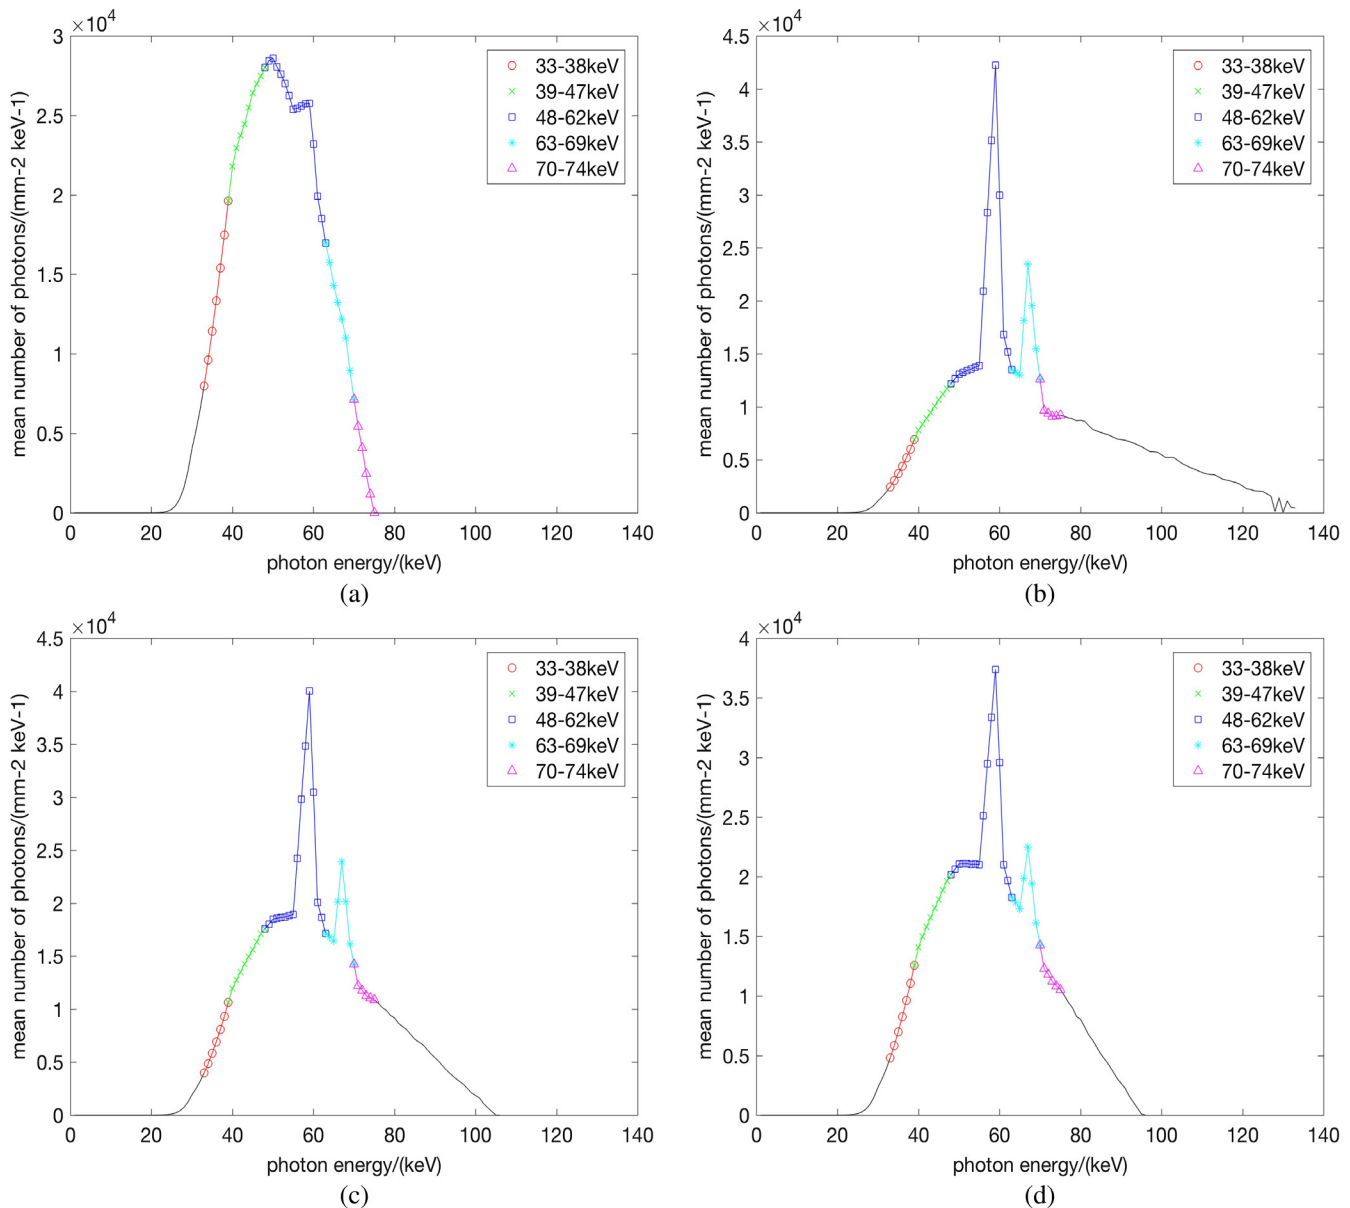 ×10^4
3
2.5
2
1.5
1
0.5
0
0 20 40 60 80 100 120 140
mean number of photons/(mm-2 keV-1)
photon energy/(keV)
33-38keV
39-47keV
48-62keV
63-69keV
70-74keV
(a)
×10^4
4.5
4
3.5
3
2.5
2
1.5
1
0.5
0
0 20 40 60 80 100 120 140
mean number of photons/(mm-2 keV-1)
photon energy/(keV)
33-38keV
39-47keV
48-62keV
63-69keV
70-74keV
(b)
×10^4
4.5
4
3.5
3
2.5
2
1.5
1
0.5
0
0 20 40 60 80 100 120 140
mean number of photons/(mm-2 keV-1)
photon energy/(keV)
33-38keV
39-47keV
48-62keV
63-69keV
70-74keV
(c)
×10^4
4
3.5
3
2.5
2
1.5
1
0.5
0
0 20 40 60 80 100 120 140
mean number of photons/(mm-2 keV-1)
photon energy/(keV)
33-38keV
39-47keV
48-62keV
63-69keV
70-74keV
(d)